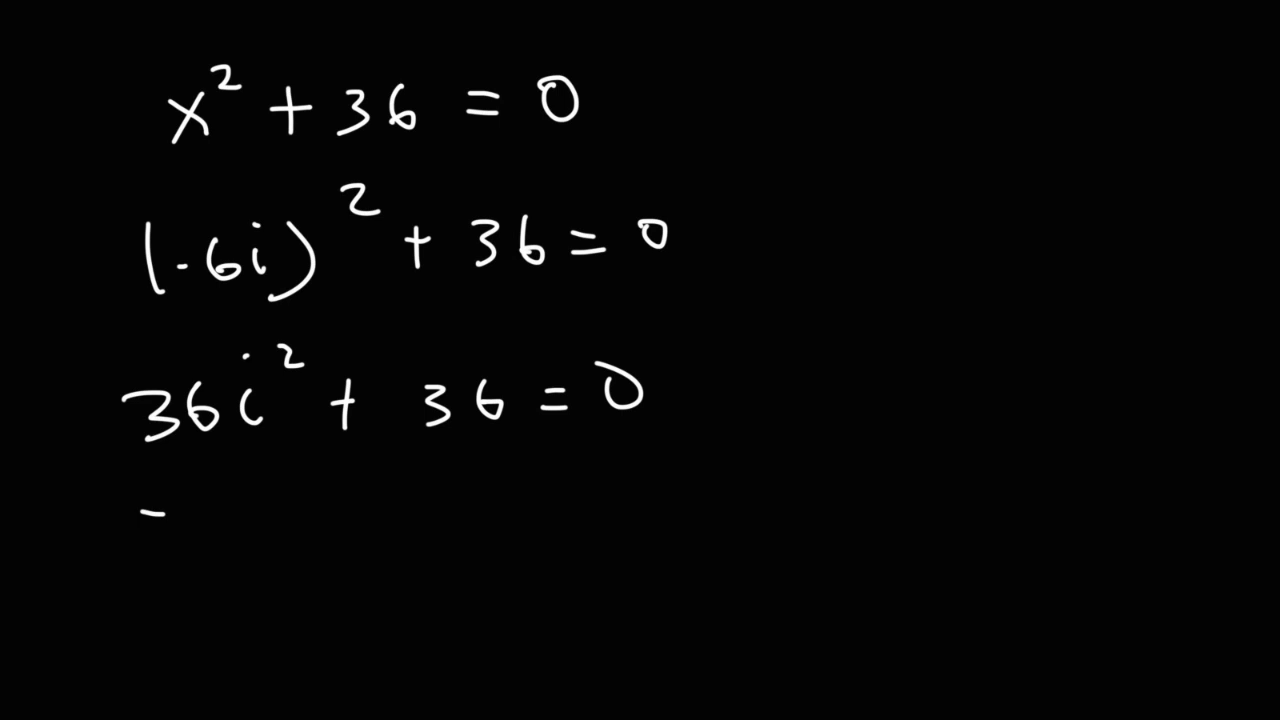 x² + 36 = 0
(-6i)² + 36 = 0
36i² + 36 = 0
-